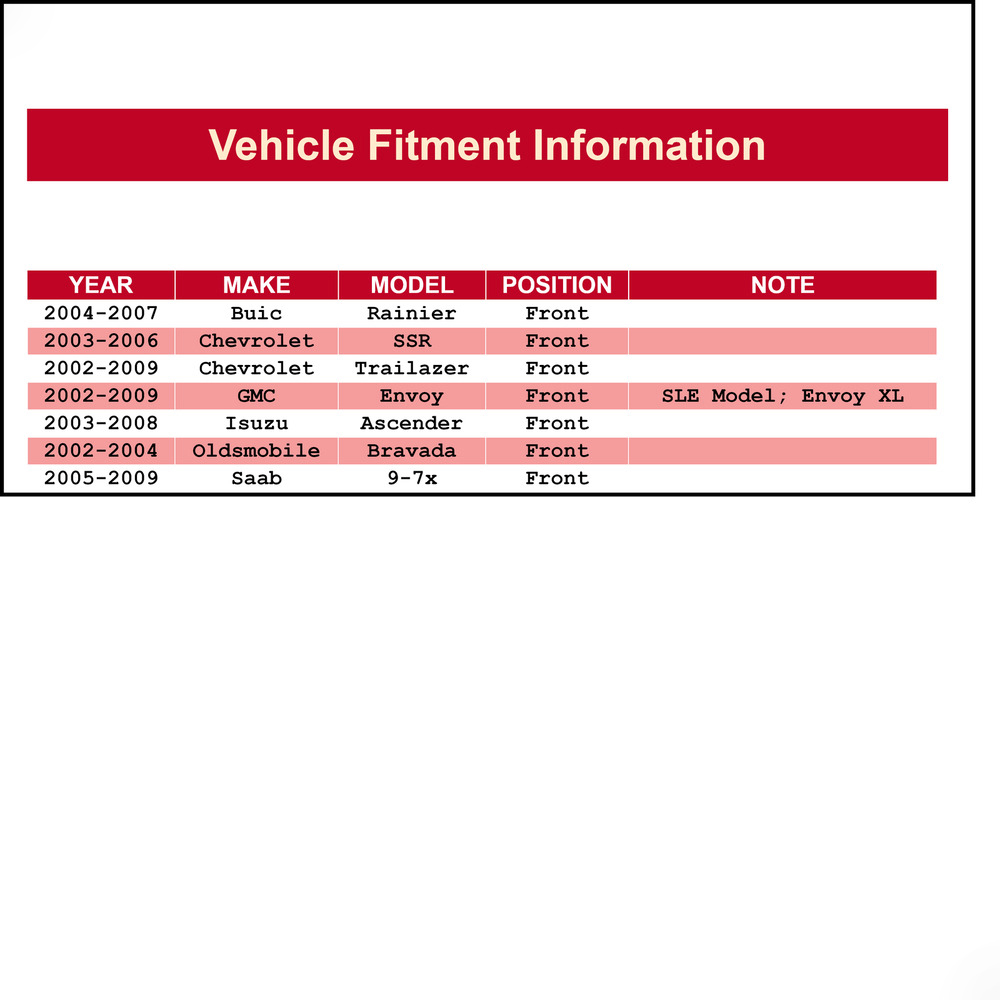 Vehicle Fitment Information
YEAR MAKE MODEL POSITION NOTE
2004-2007 Buic Rainier Front
2003-2006 Chevrolet SSR Front
2002-2009 Chevrolet Trailazer Front
2002-2009 GMC Envoy Front SLE Model; Envoy XL
2003-2008 Isuzu Ascender Front
2002-2004 Oldsmobile Bravada Front
2005-2009 Saab 9-7x Front